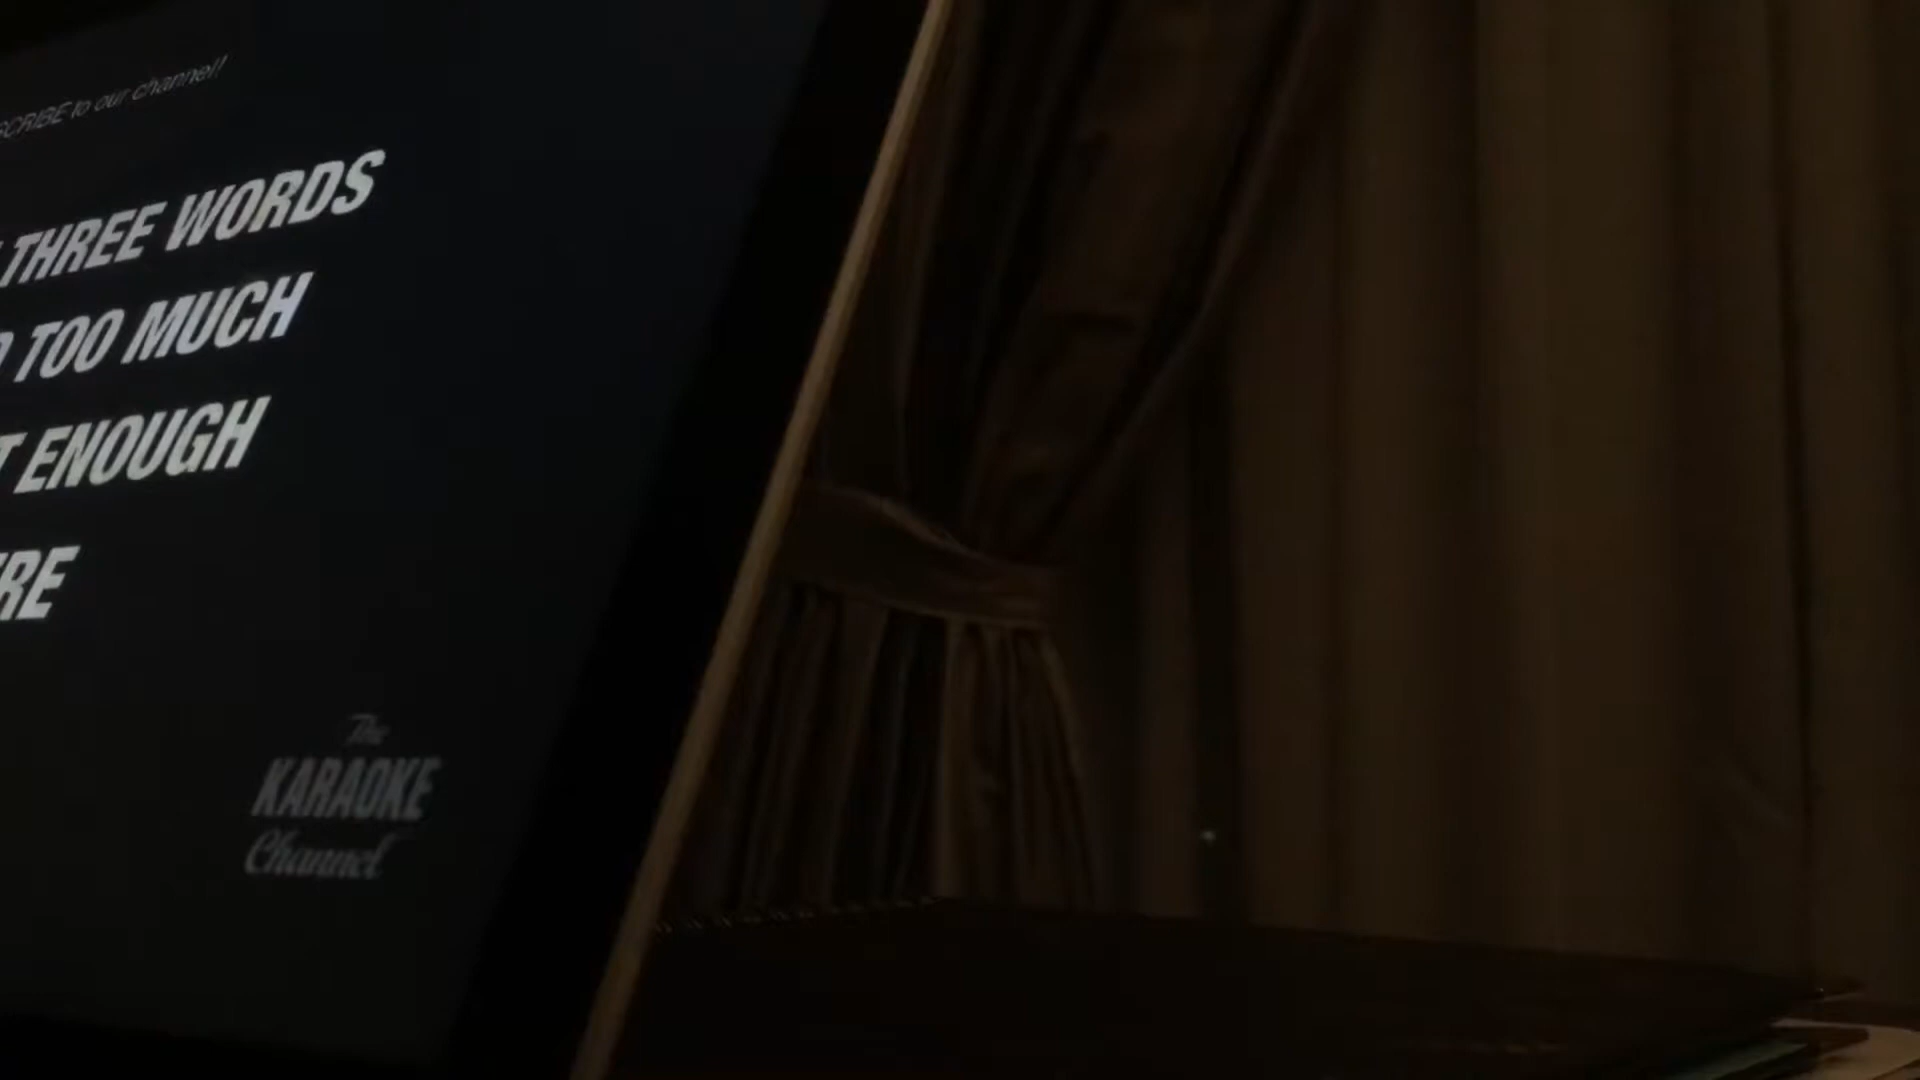 SCRIBE to our channel!
THREE WORDS
TOO MUCH
T ENOUGH
RE
The
KARAOKE
Channel